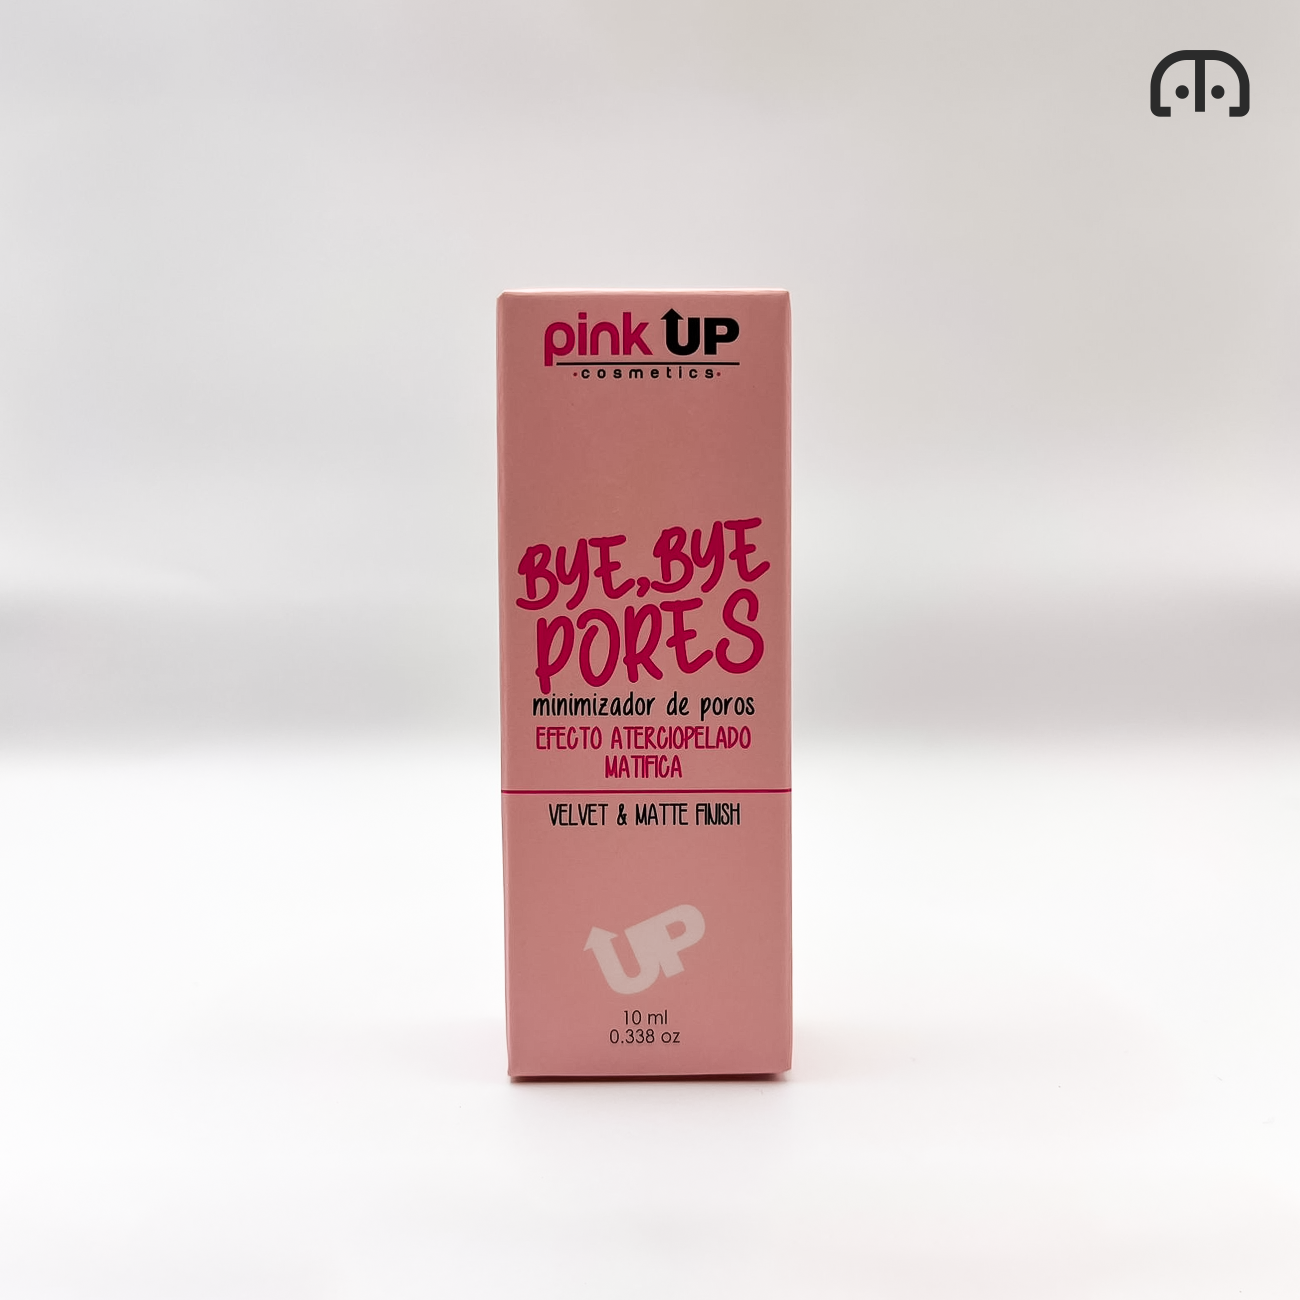 pink UP
•cosmetics•
BYE, BYE
PORES
minimizador de poros
EFECTO ATERCIOPELADO
MATIFICA
VELVET & MATTE FINISH
UP
10 ml
0.338 oz